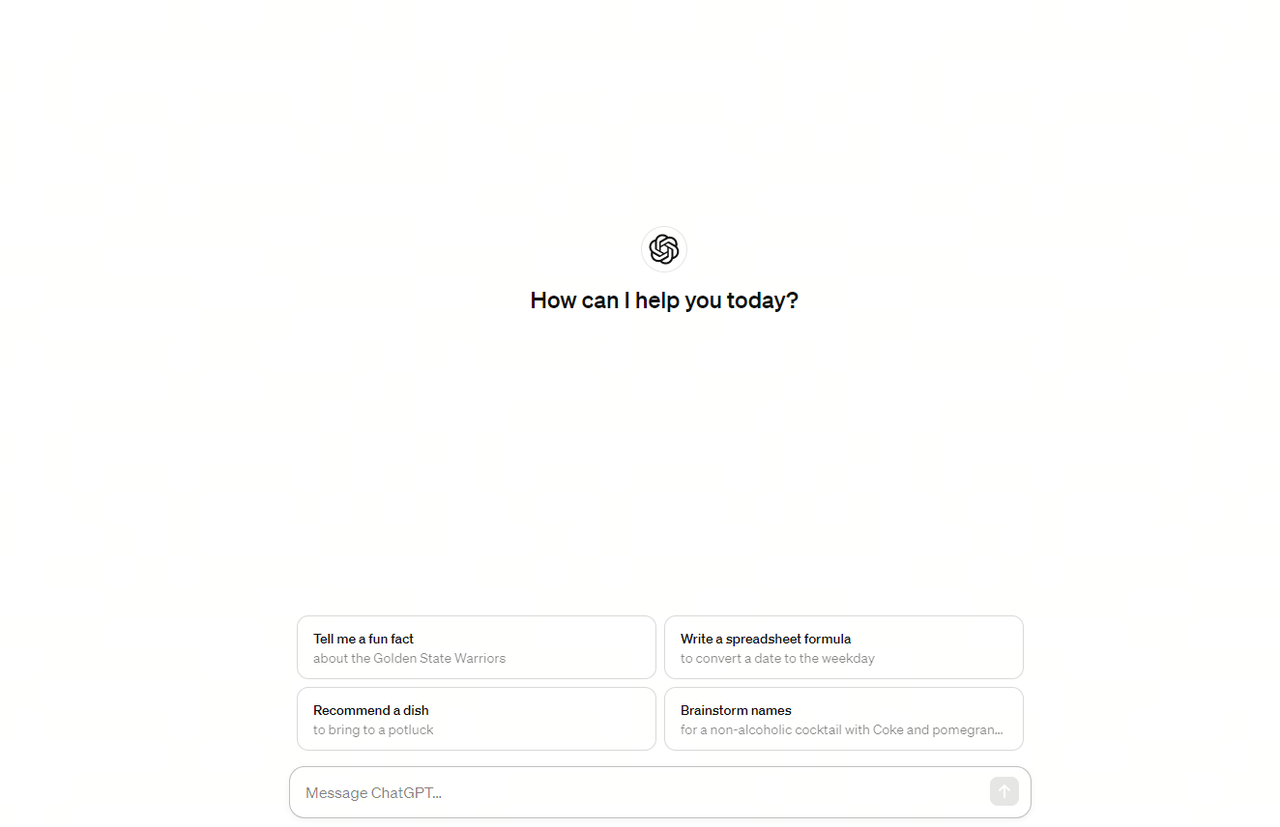 How can I help you today?
Tell me a fun fact
about the Golden State Warriors
Write a spreadsheet formula
to convert a date to the weekday
Recommend a dish
to bring to a potluck
Brainstorm names
for a non-alcoholic cocktail with Coke and pomegran...
Message ChatGPT...